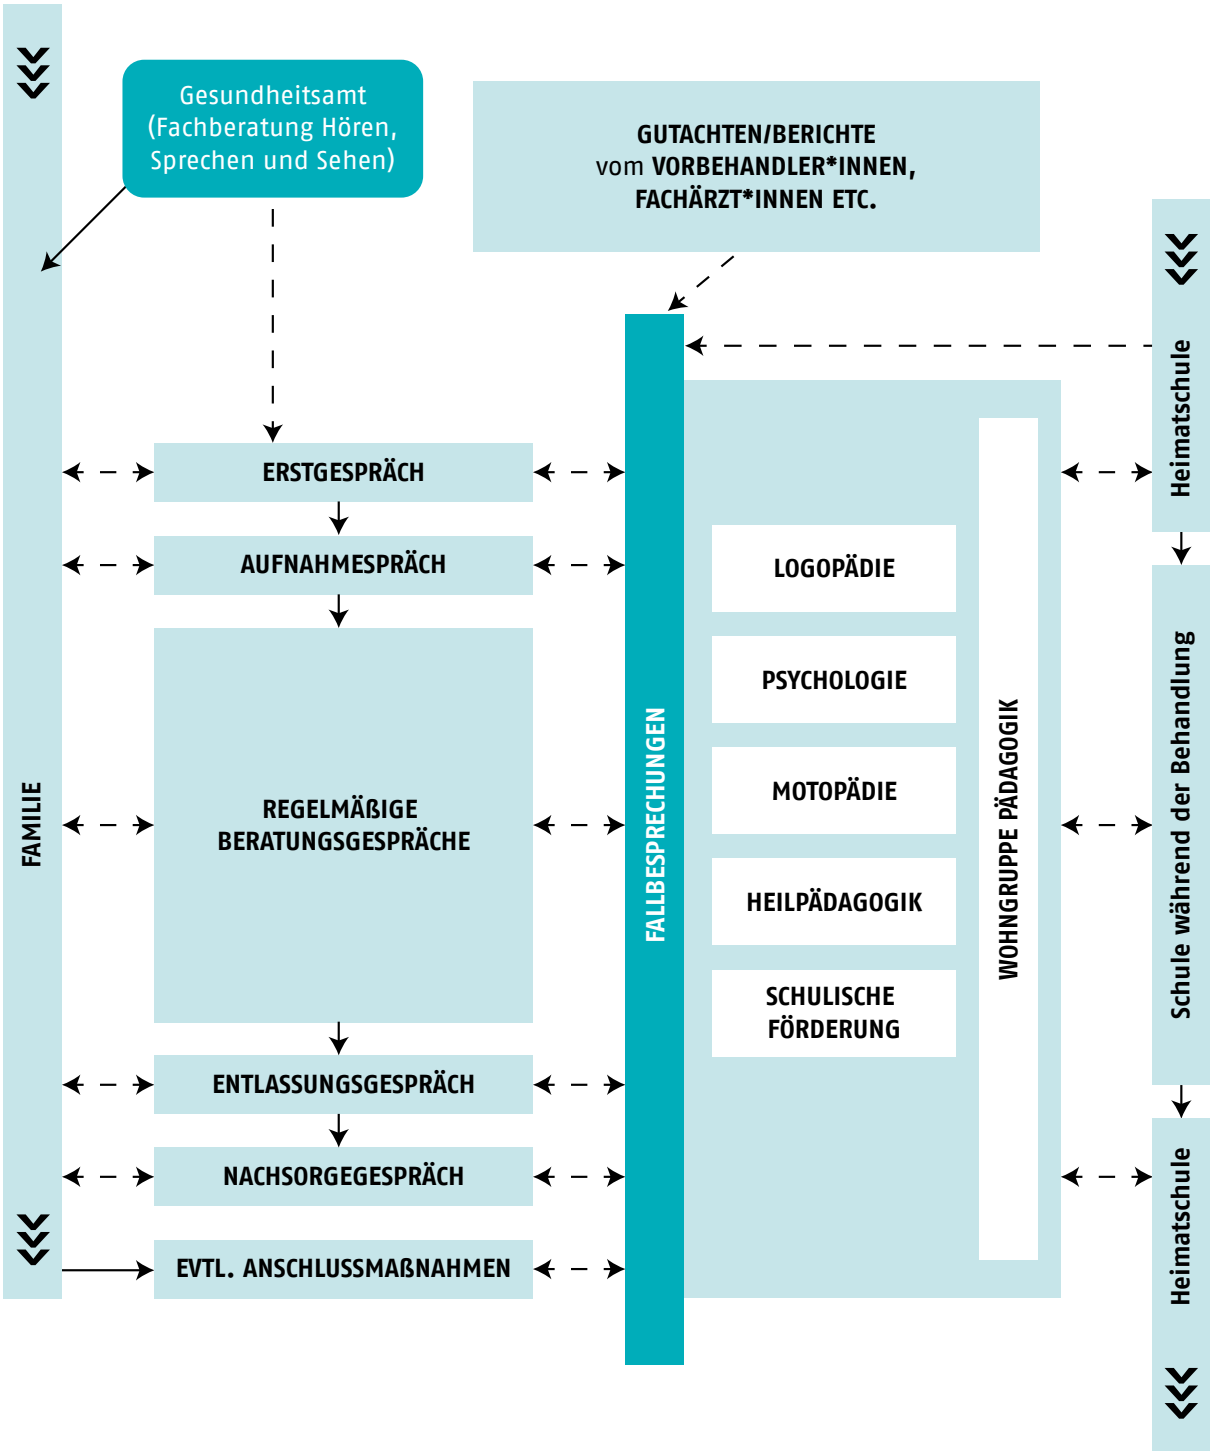 Gesundheitsamt
(Fachberatung Hören,
Sprechen und Sehen)
GUTACHTEN/BERICHTE
vom VORBEHANDLER*INNEN,
FACHÄRZT*INNEN ETC.
FAMILIE
ERSTGESPRÄCH
AUFNAHMESPRÄCH
REGELMÄßIGE
BERATUNGSGESPRÄCHE
ENTLASSUNGSGESPRÄCH
NACHSORGEGESPRÄCH
EVTL. ANSCHLUSSMAßNAHMEN
FALLBESPRECHUNGEN
LOGOPÄDIE
PSYCHOLOGIE
MOTOPÄDIE
HEILPÄDAGOGIK
SCHULISCHE
FÖRDERUNG
WOHNGRUPPE PÄDAGOGIK
Heimatschule
Schule während der Behandlung
Heimatschule